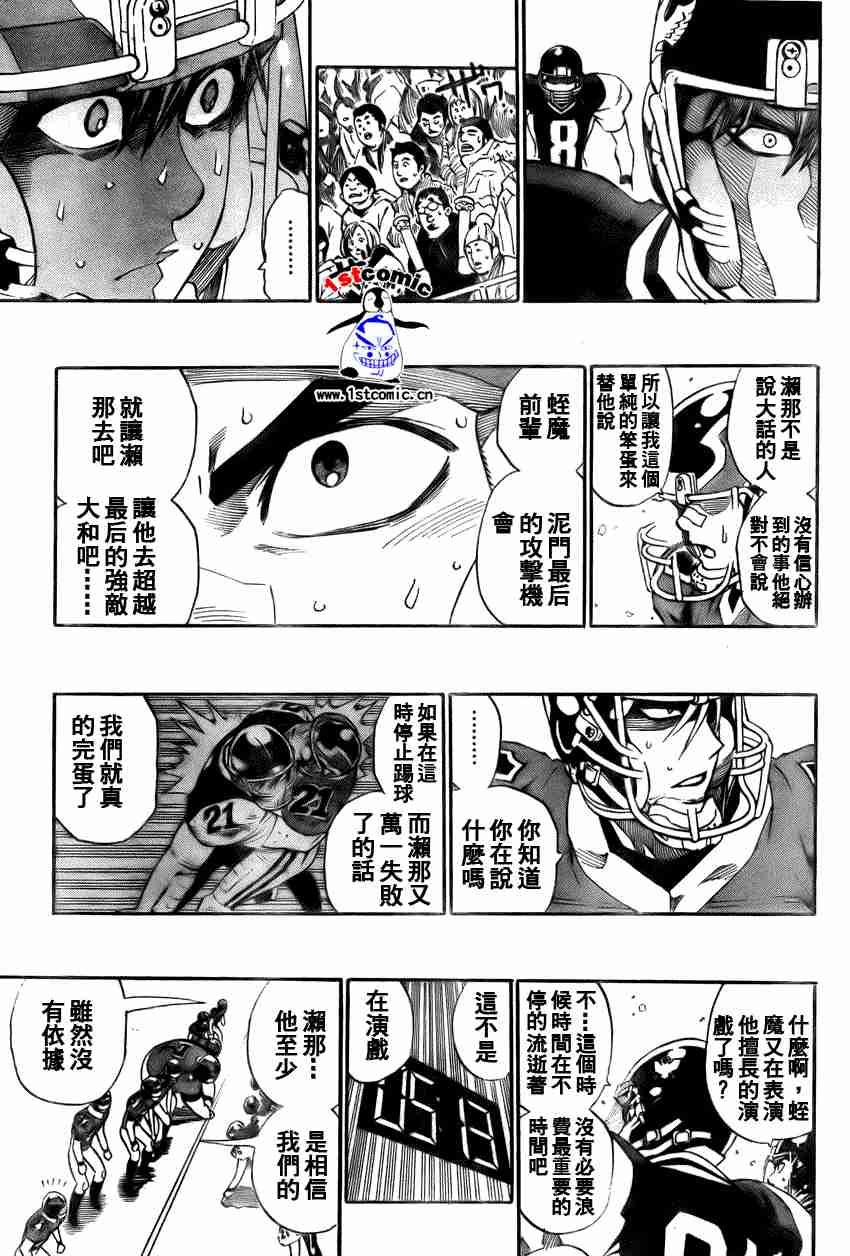 8
ザワ
………
1stcomic
www.1stcomic.cn
瀨那不是
說大話的人
沒有信心辦
到的事他絕
對不會說
所以讓我這個
單純的笨蛋來
替他說
蛭魔
前輩
泥門最后
的攻擊機
會
就讓瀨
那去吧
讓他去超越
最后的強敵
大和吧……
你知道
你在說
什麼嗎
………
如果在這
時停止踢球
而瀨那又
萬一失敗
了的話
我們就真
的完蛋了
21
21
什麼啊，蛭
魔又在表演
他擅長的演
戲了嗎？
不…這個時
候時間在不
停的流逝著
沒有必要浪
費最重要的
時間吧
這不是
在演戲
瀨那…
他至少
是相信
我們的
雖然沒
有依據